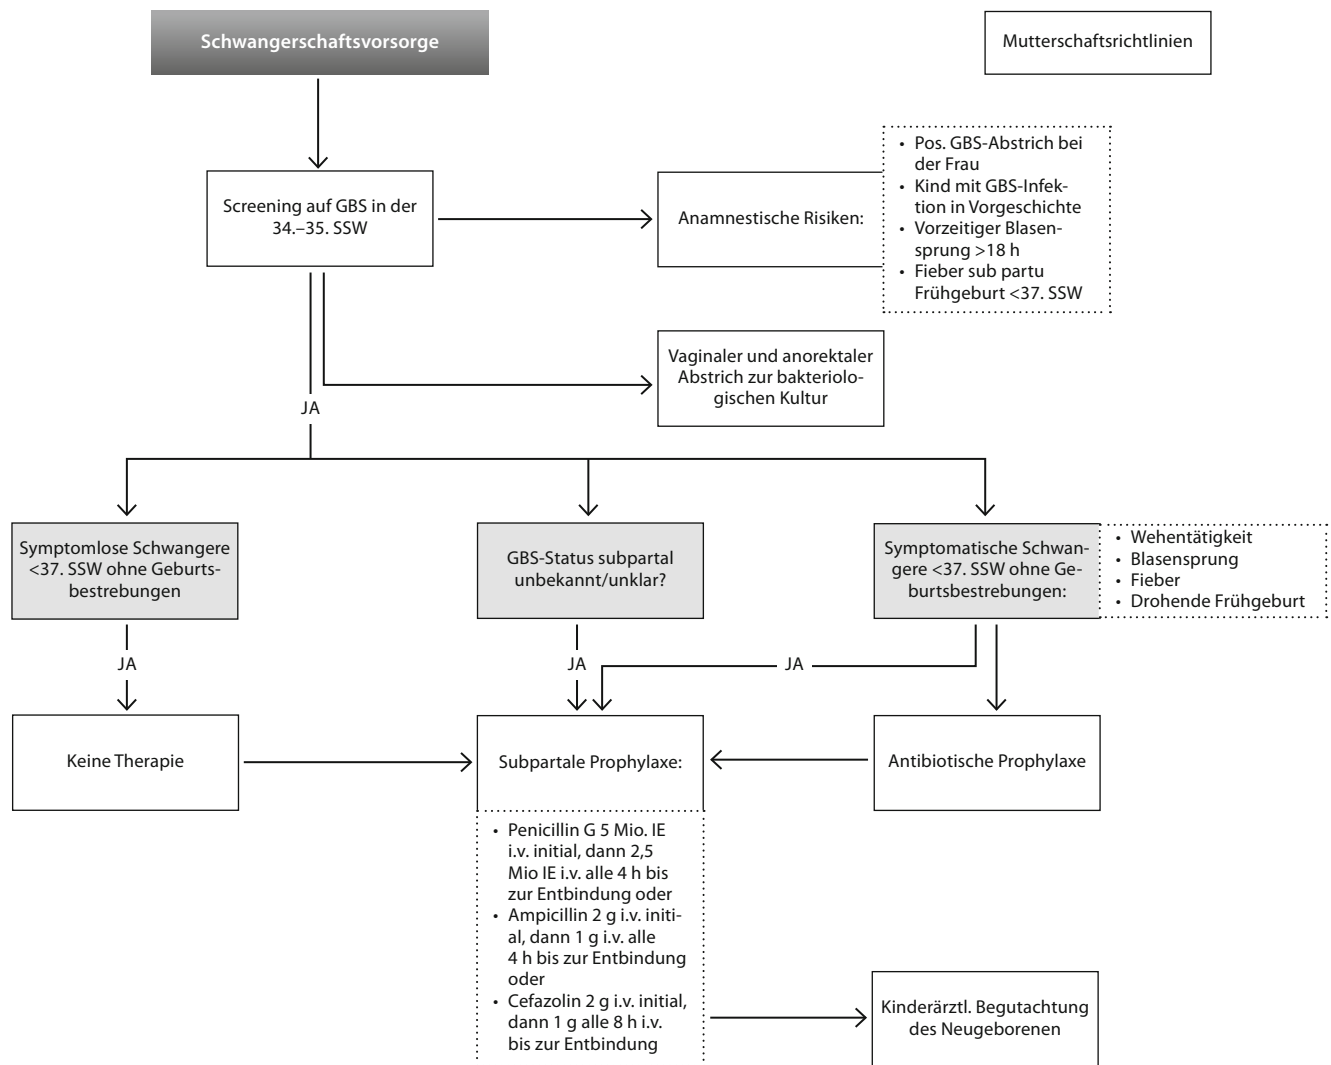 Schwangerschaftsvorsorge
Mutterschaftsrichtlinien
Screening auf GBS in der
34.–35. SSW
Anamnestische Risiken:
• Pos. GBS-Abstrich bei
der Frau
• Kind mit GBS-Infek-
tion in Vorgeschichte
• Vorzeitiger Blasen-
sprung >18 h
• Fieber sub partu
Frühgeburt <37. SSW
Vaginaler und anorektaler
Abstrich zur bakteriolo-
gischen Kultur
JA
Symptomlose Schwangere
<37. SSW ohne Geburts-
bestrebungen
GBS-Status subpartal
unbekannt/unklar?
Symptomatische Schwan-
gere <37. SSW ohne Ge-
burtsbestrebungen:
• Wehentätigkeit
• Blasensprung
• Fieber
• Drohende Frühgeburt
JA
JA
JA
Keine Therapie
Subpartale Prophylaxe:
Antibiotische Prophylaxe
• Penicillin G 5 Mio. IE
i.v. initial, dann 2,5
Mio IE i.v. alle 4 h bis
zur Entbindung oder
• Ampicillin 2 g i.v. initi-
al, dann 1 g i.v. alle
4 h bis zur Entbindung
oder
• Cefazolin 2 g i.v. initial,
dann 1 g alle 8 h i.v.
bis zur Entbindung
Kinderärztl. Begutachtung
des Neugeborenen